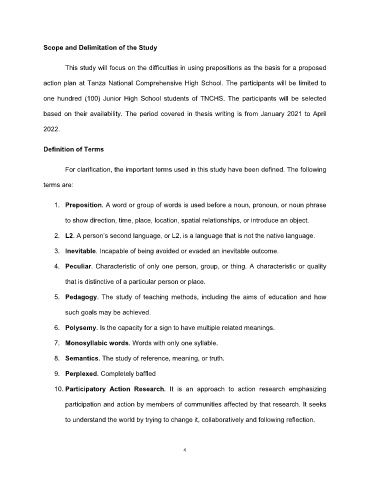 Scope and Delimitation of the Study
This study will focus on the difficulties in using prepositions as the basis for a proposed
action plan at Tanza National Comprehensive High School. The participants will be limited to
one hundred (100) Junior High School students of TNCHS. The participants will be selected
based on their availability. The period covered in thesis writing is from January 2021 to April
2022.
Definition of Terms
For clarification, the important terms used in this study have been defined. The following
terms are:
1. Preposition. A word or group of words is used before a noun, pronoun, or noun phrase
to show direction, time, place, location, spatial relationships, or introduce an object.
2. L2. A person's second language, or L2, is a language that is not the native language.
3. Inevitable. Incapable of being avoided or evaded an inevitable outcome.
4. Peculiar. Characteristic of only one person, group, or thing. A characteristic or quality
that is distinctive of a particular person or place.
5. Pedagogy. The study of teaching methods, including the aims of education and how
such goals may be achieved.
6. Polysemy. Is the capacity for a sign to have multiple related meanings.
7. Monosyllabic words. Words with only one syllable.
8. Semantics. The study of reference, meaning, or truth.
9. Perplexed. Completely baffled
10. Participatory Action Research. It is an approach to action research emphasizing
participation and action by members of communities affected by that research. It seeks
to understand the world by trying to change it, collaboratively and following reflection.